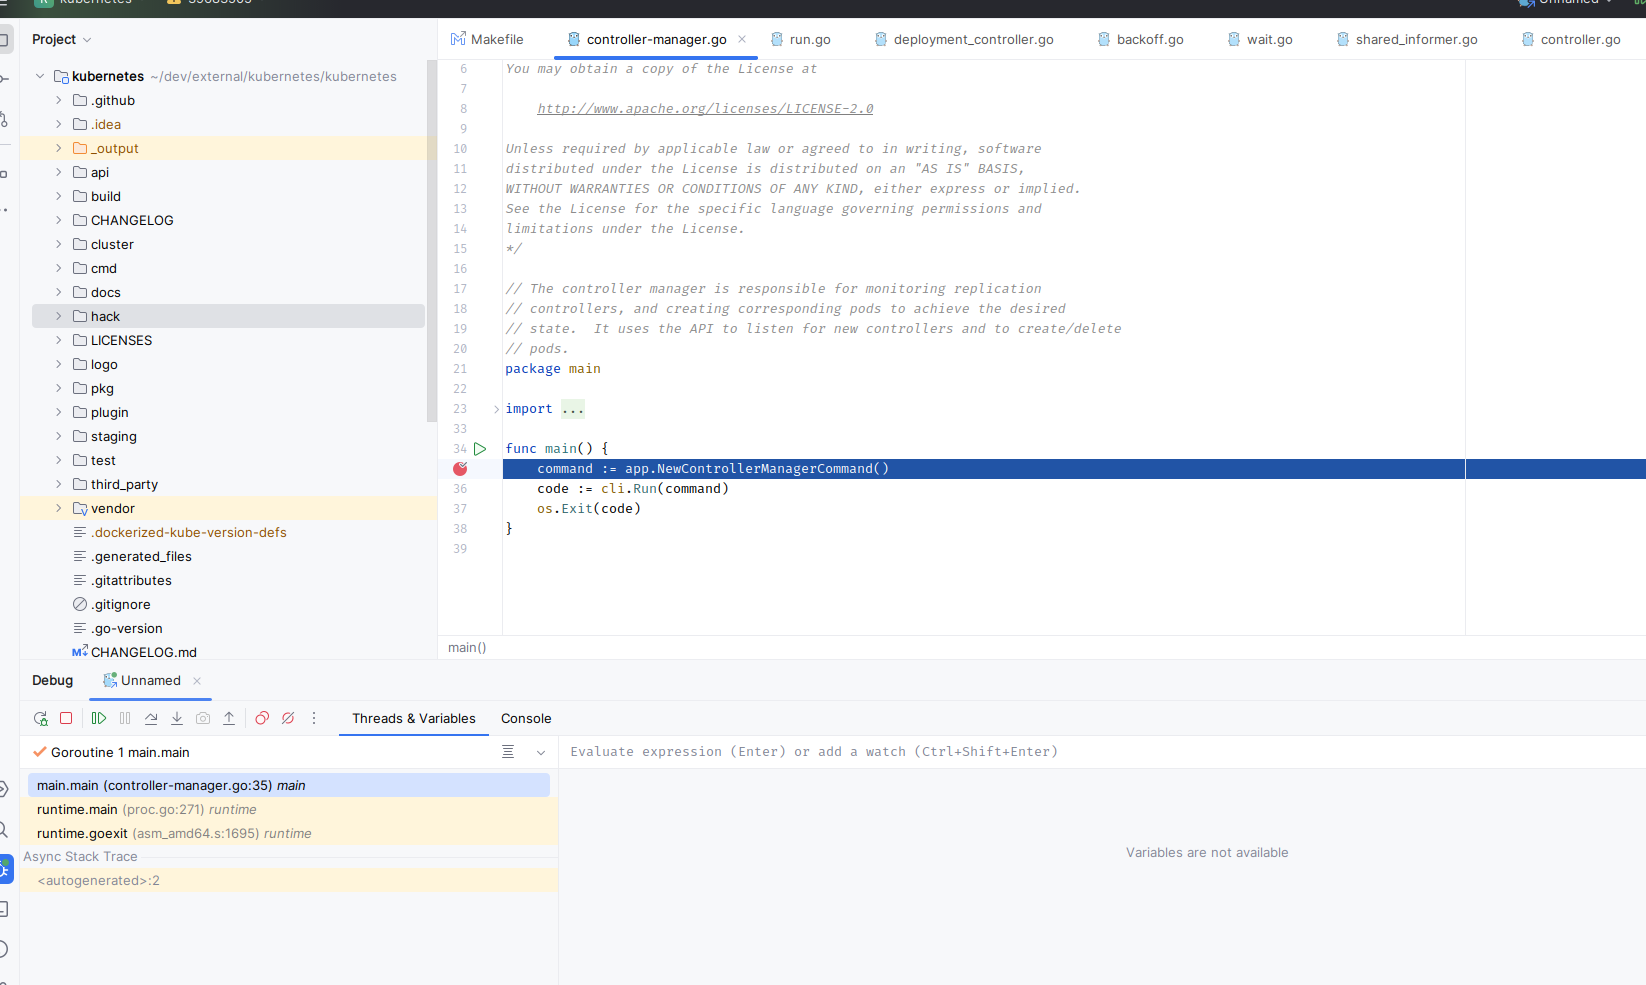 kubernetes
Unnamed
Project
Makefile
controller-manager.go
run.go
deployment_controller.go
backoff.go
wait.go
shared_informer.go
controller.go
kubernetes ~/dev/external/kubernetes/kubernetes
.github
.idea
_output
api
build
CHANGELOG
cluster
cmd
docs
hack
LICENSES
logo
pkg
plugin
staging
test
third_party
vendor
.dockerized-kube-version-defs
.generated_files
.gitattributes
.gitignore
.go-version
CHANGELOG.md
6 You may obtain a copy of the License at
7
8 http://www.apache.org/licenses/LICENSE-2.0
9
10 Unless required by applicable law or agreed to in writing, software
11 distributed under the License is distributed on an "AS IS" BASIS,
12 WITHOUT WARRANTIES OR CONDITIONS OF ANY KIND, either express or implied.
13 See the License for the specific language governing permissions and
14 limitations under the License.
15 */
16
17 // The controller manager is responsible for monitoring replication
18 // controllers, and creating corresponding pods to achieve the desired
19 // state.  It uses the API to listen for new controllers and to create/delete
20 // pods.
21 package main
22
23 import ...
33
34 func main() {
command := app.NewControllerManagerCommand()
36 code := cli.Run(command)
37 os.Exit(code)
38 }
39
main()
Debug
Unnamed
Threads & Variables
Console
Goroutine 1 main.main
Evaluate expression (Enter) or add a watch (Ctrl+Shift+Enter)
main.main (controller-manager.go:35) main
runtime.main (proc.go:271) runtime
runtime.goexit (asm_amd64.s:1695) runtime
Async Stack Trace
<autogenerated>:2
Variables are not available